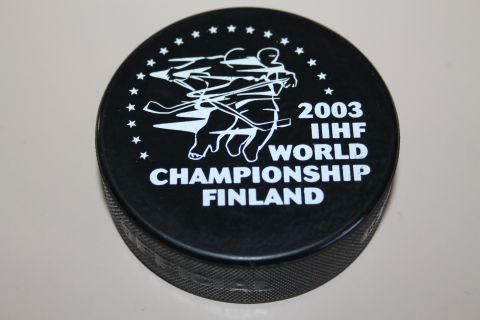 2003
IIHF
WORLD
CHAMPIONSHIP
FINLAND